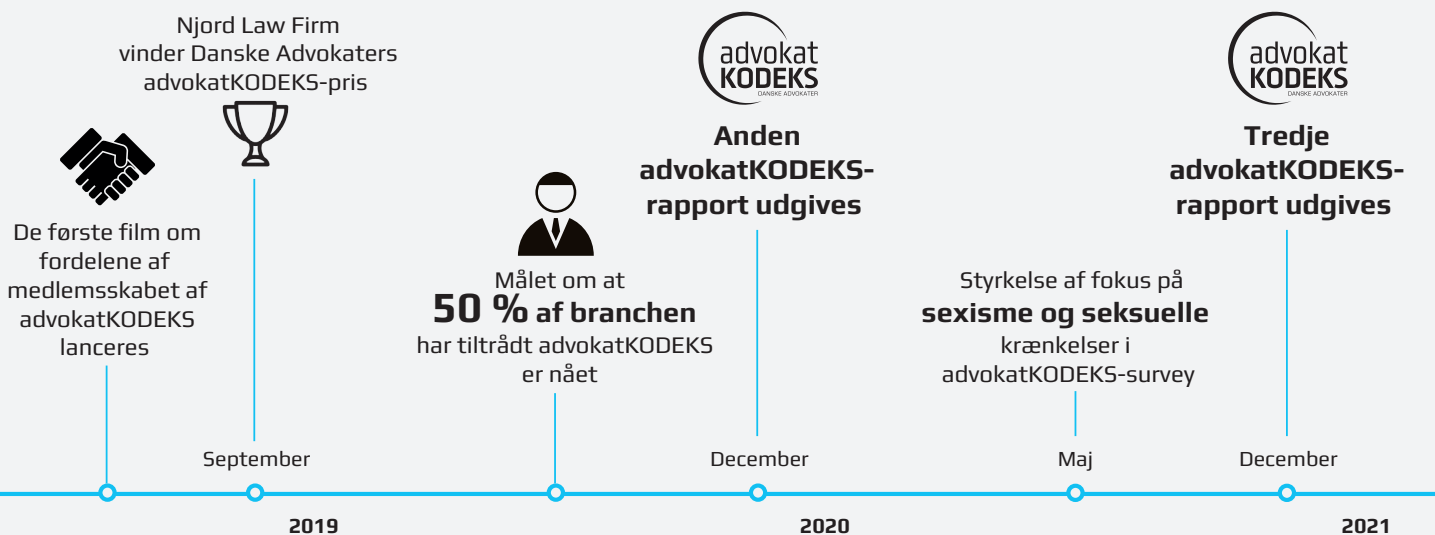 De første film om
fordelene af
medlemsskabet af
advokatKODEKS
lanceres
Njord Law Firm
vinder Danske Advokaters
advokatKODEKS-pris
September
2019
Målet om at
50 % af branchen
har tiltrådt advokatKODEKS
er nået
advokat
KODEKS
DANSKE ADVOKATER
Anden
advokatKODEKS-
rapport udgives
December
2020
Styrkelse af fokus på
sexisme og seksuelle
krænkelser i
advokatKODEKS-survey
Maj
advokat
KODEKS
DANSKE ADVOKATER
Tredje
advokatKODEKS-
rapport udgives
December
2021